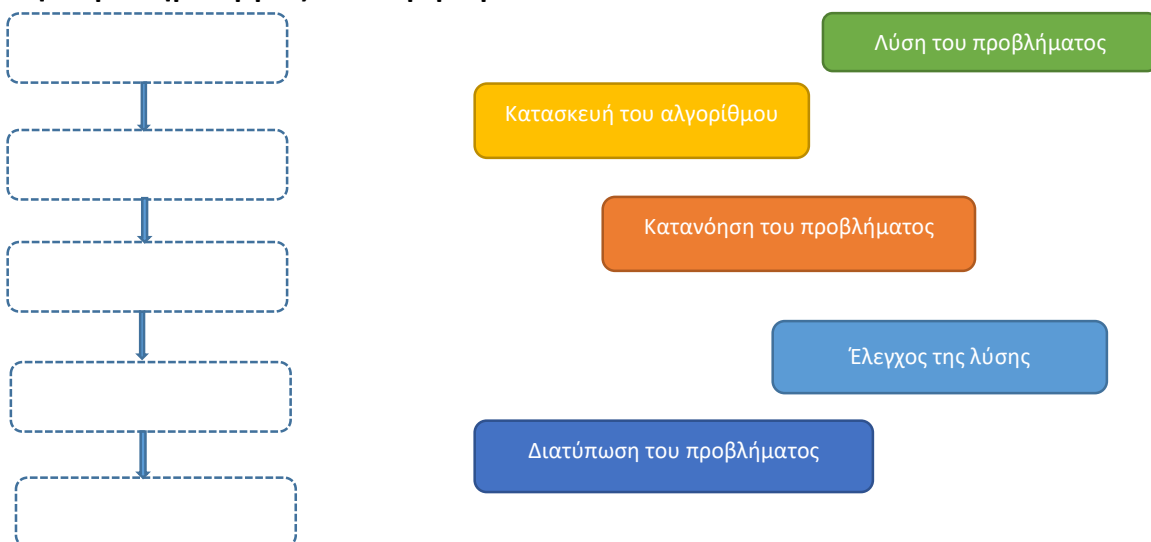 Λύση του προβλήματος
Κατασκευή του αλγορίθμου
Κατανόηση του προβλήματος
Έλεγχος της λύσης
Διατύπωση του προβλήματος